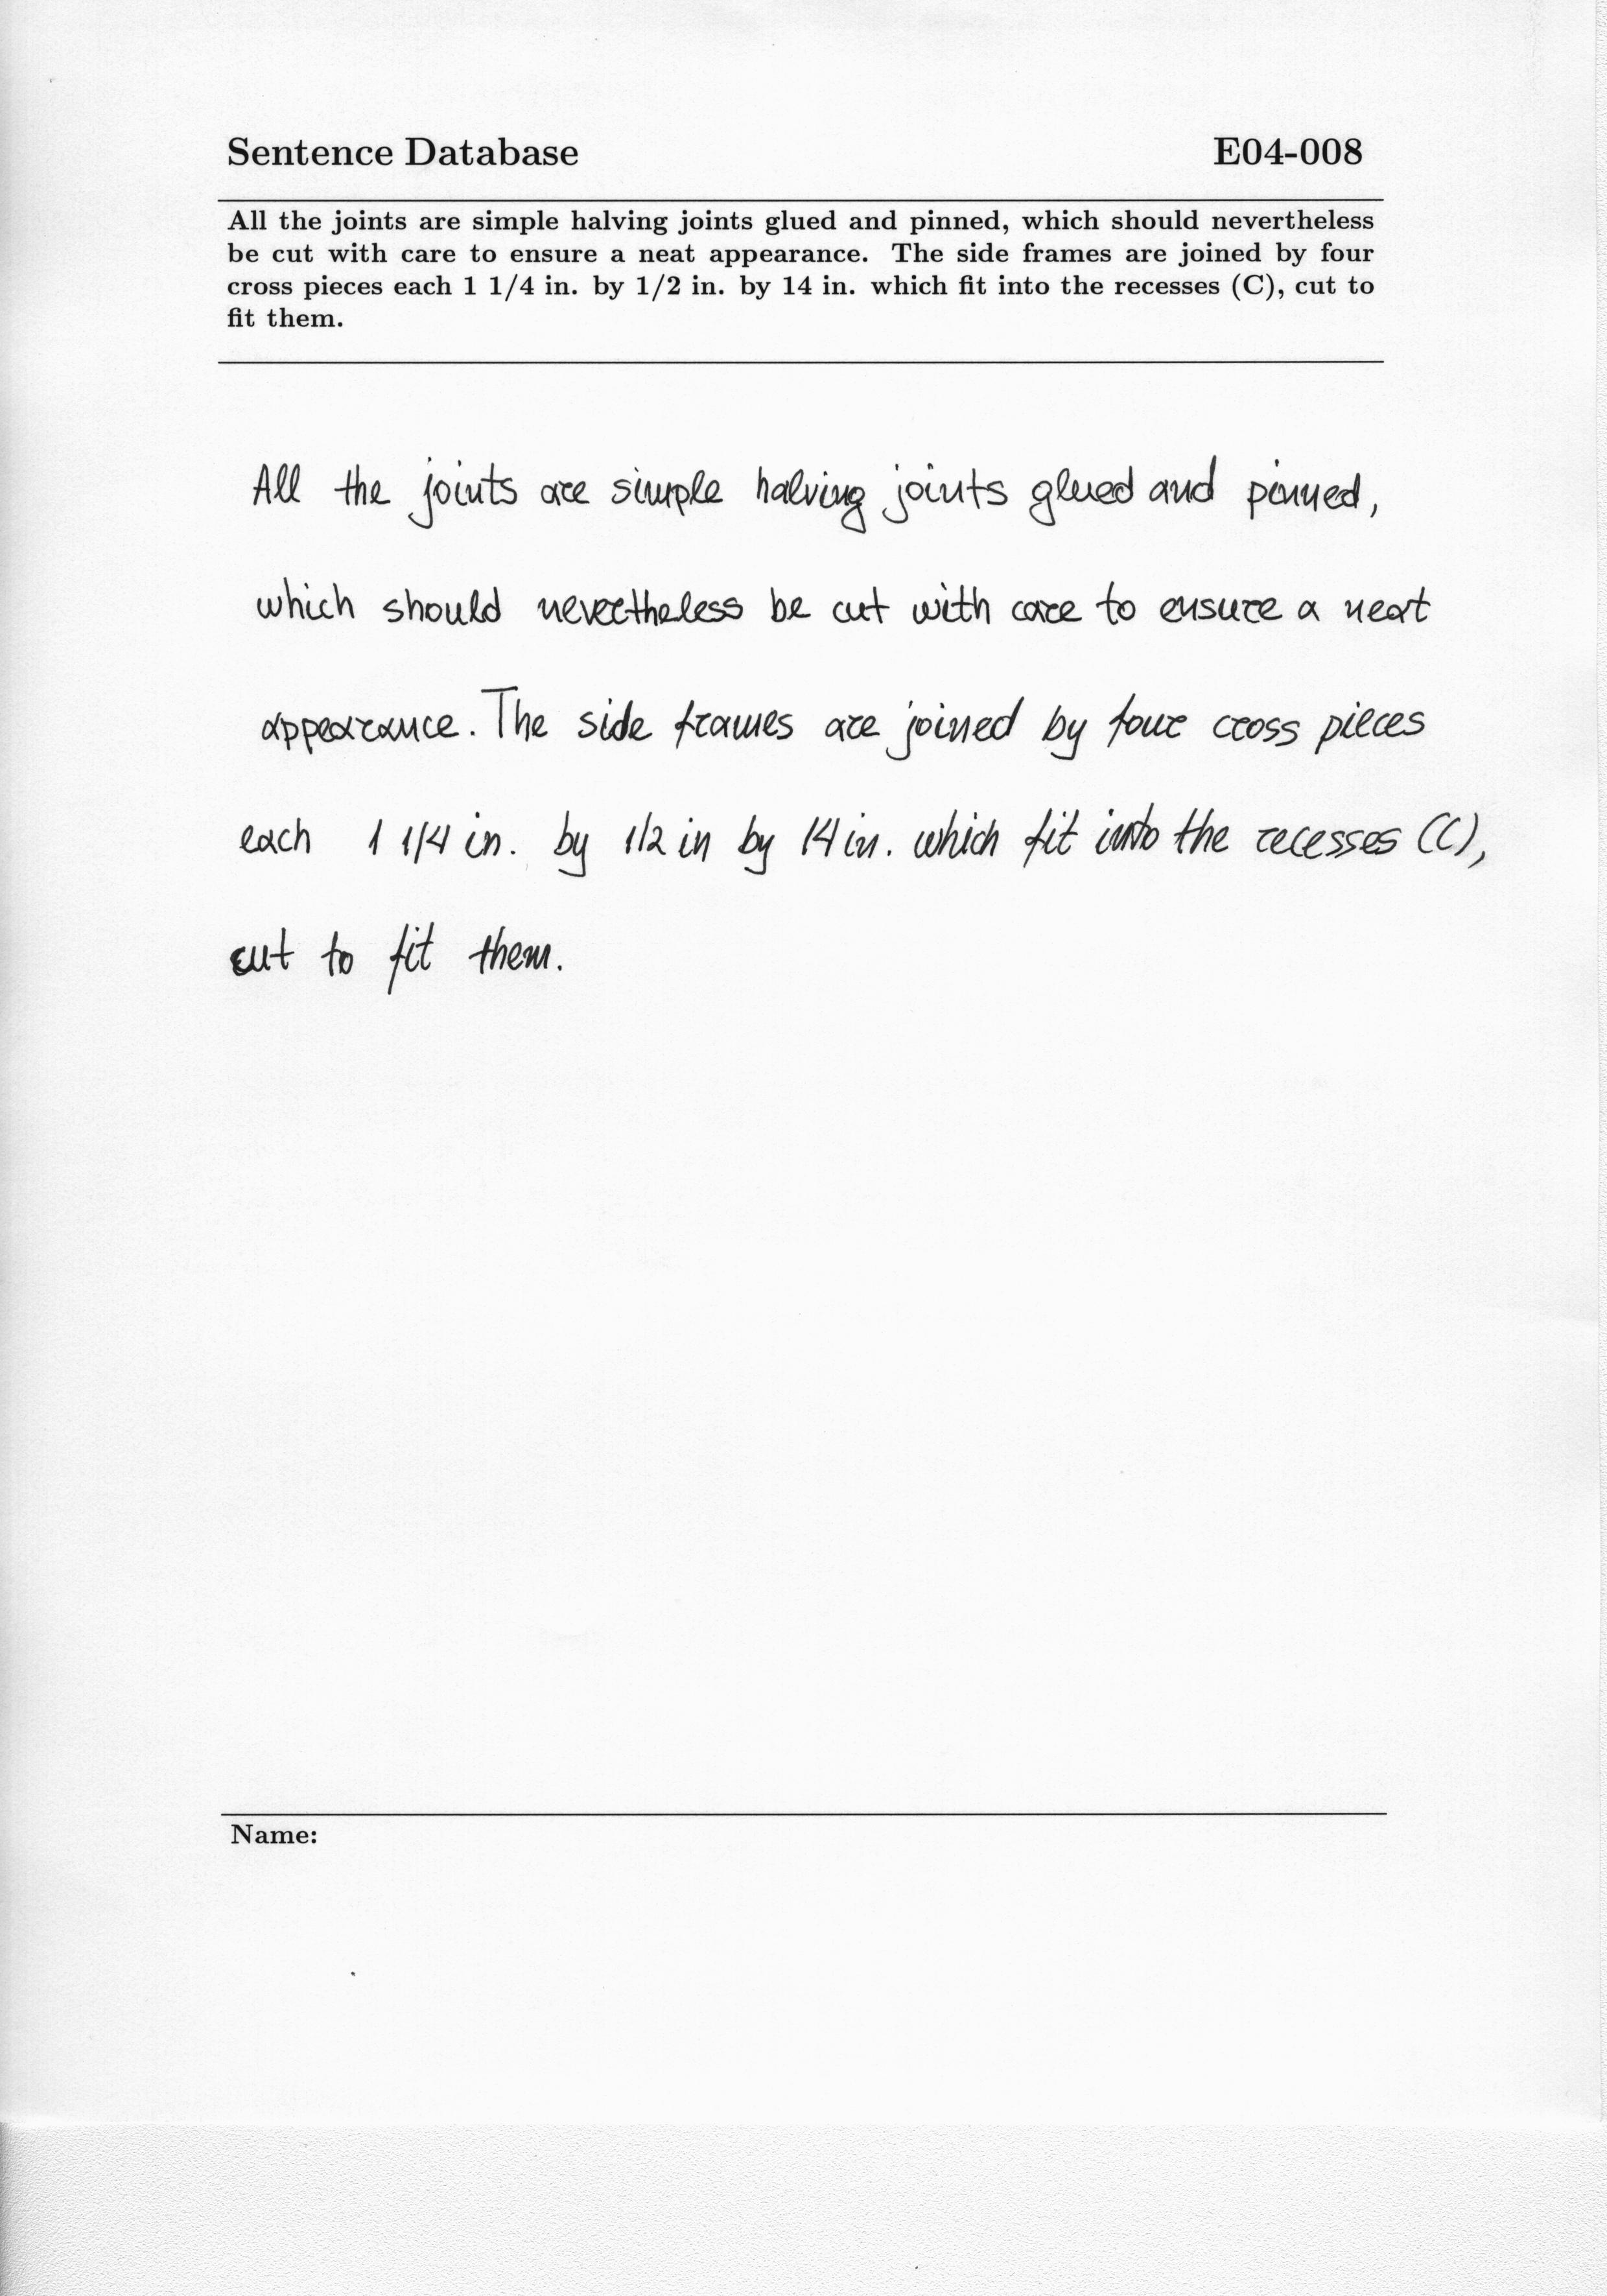 Sentence Database E04-008
All the joints are simple halving joints glued and pinned, which should nevertheless
be cut with care to ensure a neat appearance. The side frames are joined by four
cross pieces each 1 1/4 in. by 1/2 in. by 14 in. which fit into the recesses (C), cut to
fit them.
All the joints are simple halving joints glued and pinned,
which should nevertheless be cut with care to ensure a neat
appearance. The side frames are joined by four cross pieces
each 1 1/4 in. by 1/2 in by 14 in. which fit into the recesses (C),
cut to fit them.
Name: